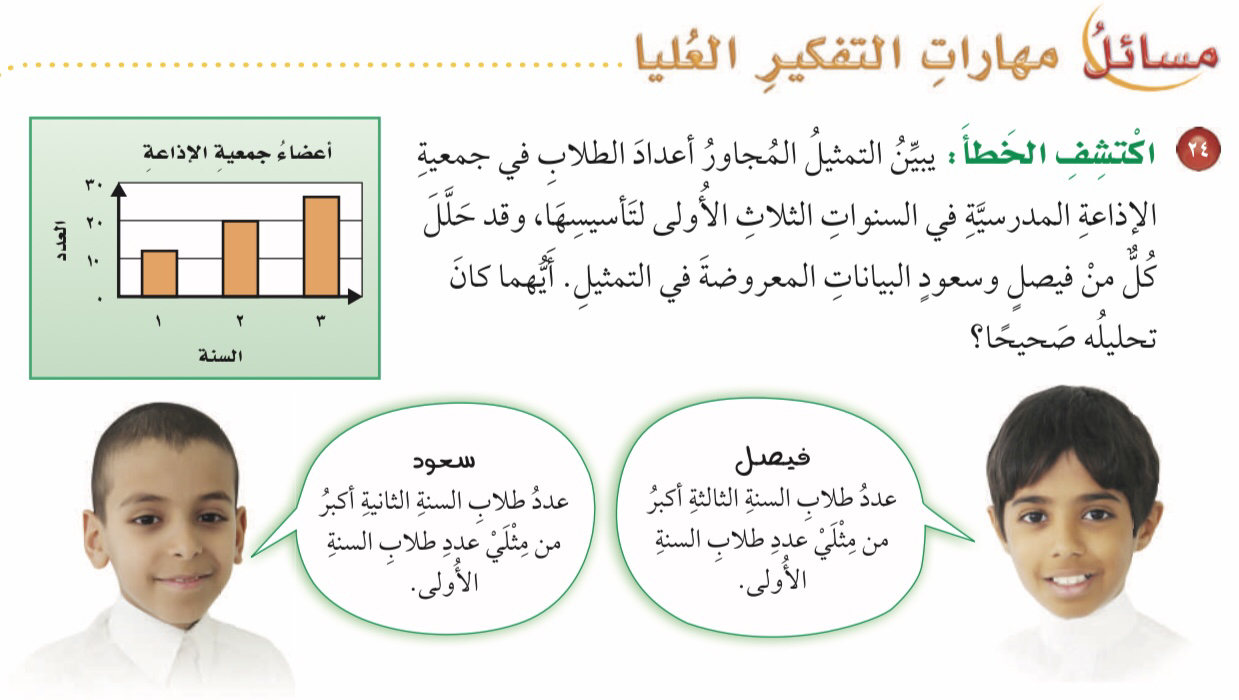 مسائلُ مهاراتِ التفكيرِ العُليا
٢٤ اكْتشِفِ الخَطأَ : يبيِّنُ التمثيلُ المُجاورُ أعدادَ الطلابِ في جمعيةِ
الإذاعةِ المدرسيَّةِ في السنواتِ الثلاثِ الأُولى لتَأسيسِهَا، وقد حَلَّلَ
كُلٌّ منْ فيصلٍ وسعودٍ البياناتِ المعروضةَ في التمثيلِ. أَيُّهما كانَ
تحليلُه صَحيحًا؟
أعضاءُ جمعيةِ الإذاعةِ
العدد
٣٠
٢٠
١٠
٠
١ ٢ ٣
السنة
فيصل
عددُ طلابِ السنةِ الثالثةِ أكبرُ
من مِثْلَيْ عددِ طلابِ السنةِ
الأُولى.
سعود
عددُ طلابِ السنةِ الثانيةِ أكبرُ
من مِثْلَيْ عددِ طلابِ السنةِ
الأُولى.